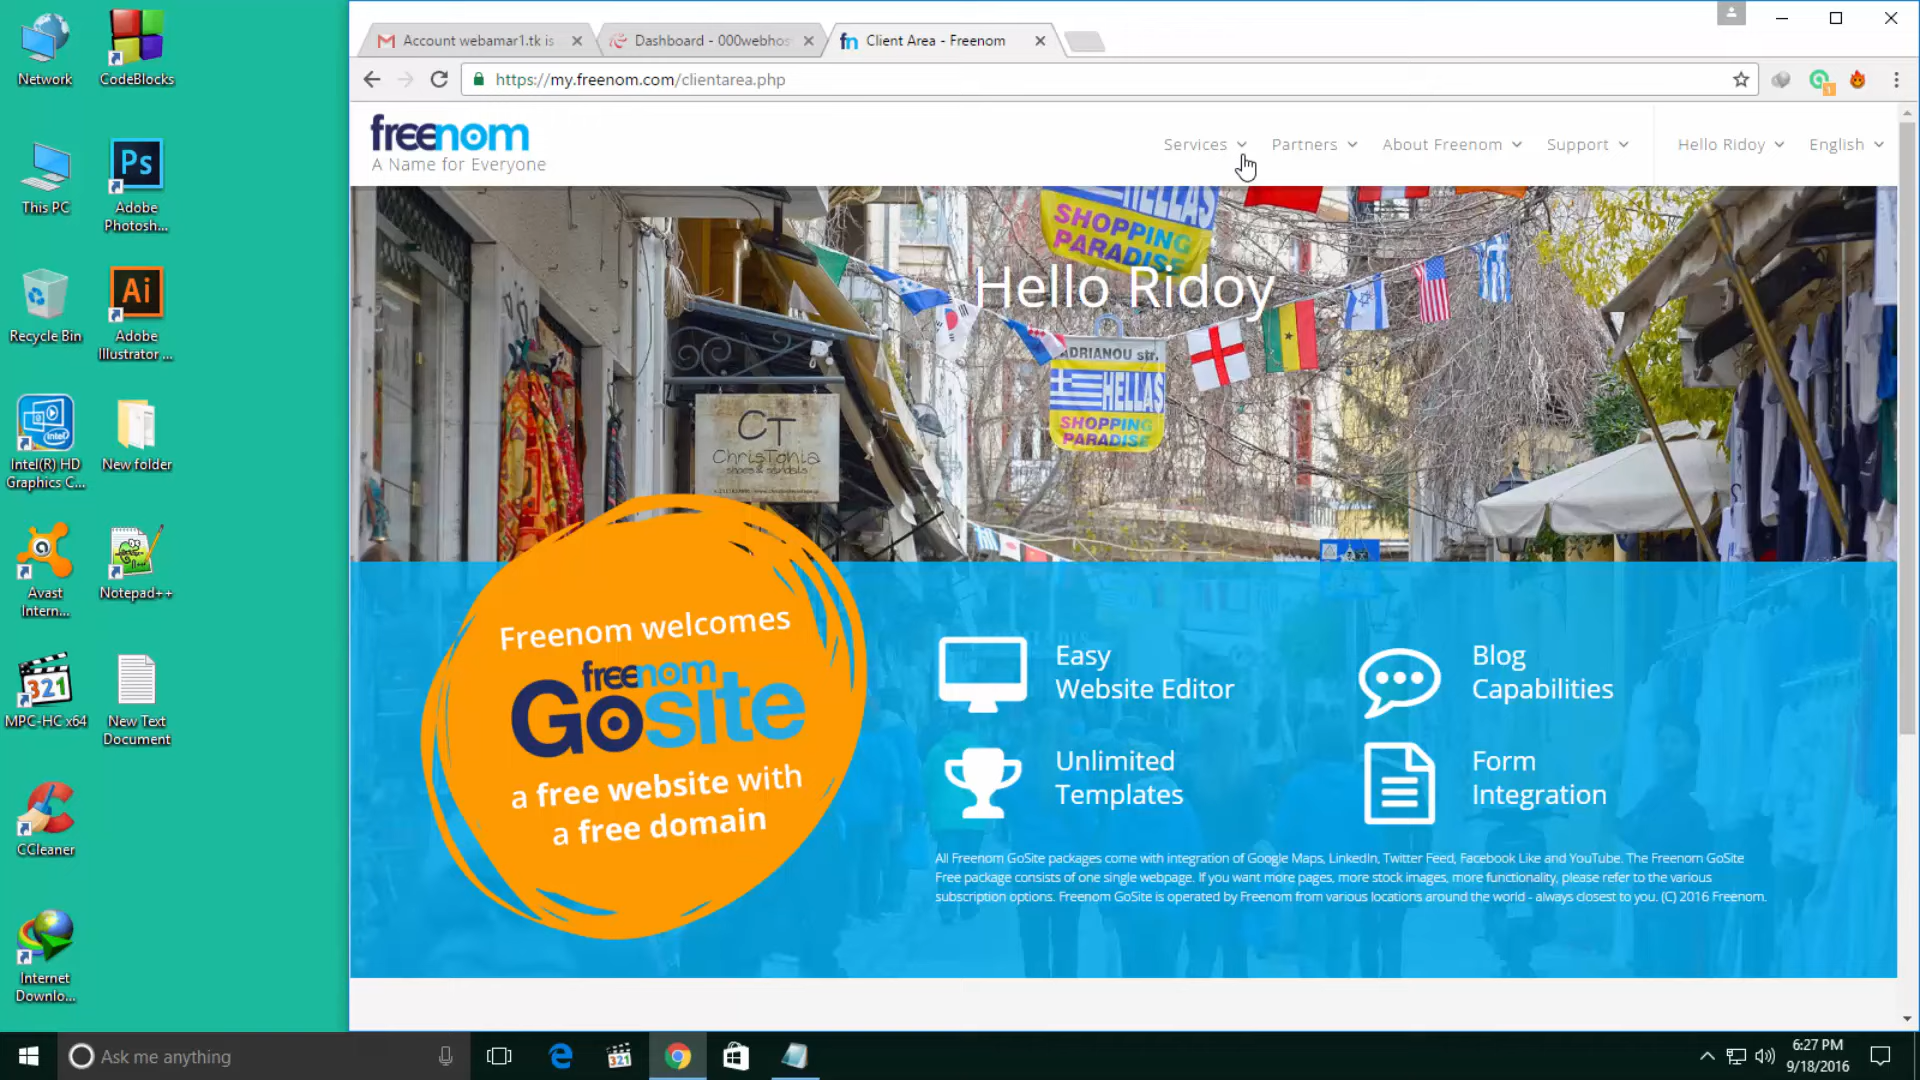 Network
CodeBlocks
This PC
Adobe
Photosh...
Recycle Bin
Adobe
Illustrator ...
Intel(R) HD
Graphics C...
New folder
Avast
Intern...
Notepad++
MPC-HC x64
New Text
Document
CCleaner
Internet
Downlo...
Account webamar1.tk is
Dashboard - 000webhos
Client Area - Freenom
https://my.freenom.com/clientarea.php
freenom
A Name for Everyone
Services
Partners
About Freenom
Support
Hello Ridoy
English
HELLAS
SHOPPING
PARADISE
Hello Ridoy
ADRIANOU str.
HELLAS
SHOPPING
PARADISE
CT
ChrisTonia
shoes & sandals
Freenom welcomes
freenom
GoSite
a free website with
a free domain
Easy
Website Editor
Blog
Capabilities
Unlimited
Templates
Form
Integration
All Freenom GoSite packages come with integration of Google Maps, LinkedIn, Twitter Feed, Facebook Like and YouTube. The Freenom GoSite
Free package consists of one single webpage. If you want more pages, more stock images, more functionality, please refer to the various
subscription options. Freenom GoSite is operated by Freenom from various locations around the world - always closest to you. (C) 2016 Freenom.
Ask me anything
6:27 PM
9/18/2016